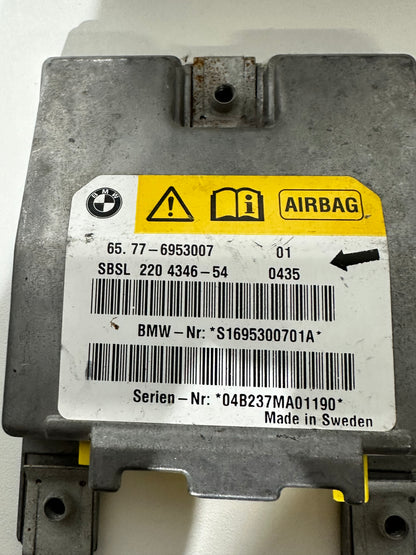 BMW
AIRBAG
65. 77-6953007 01
SBSL 220 4346-54 0435
BMW-Nr: *S1695300701A*
Serien-Nr: *04B237MA01190*
Made in Sweden